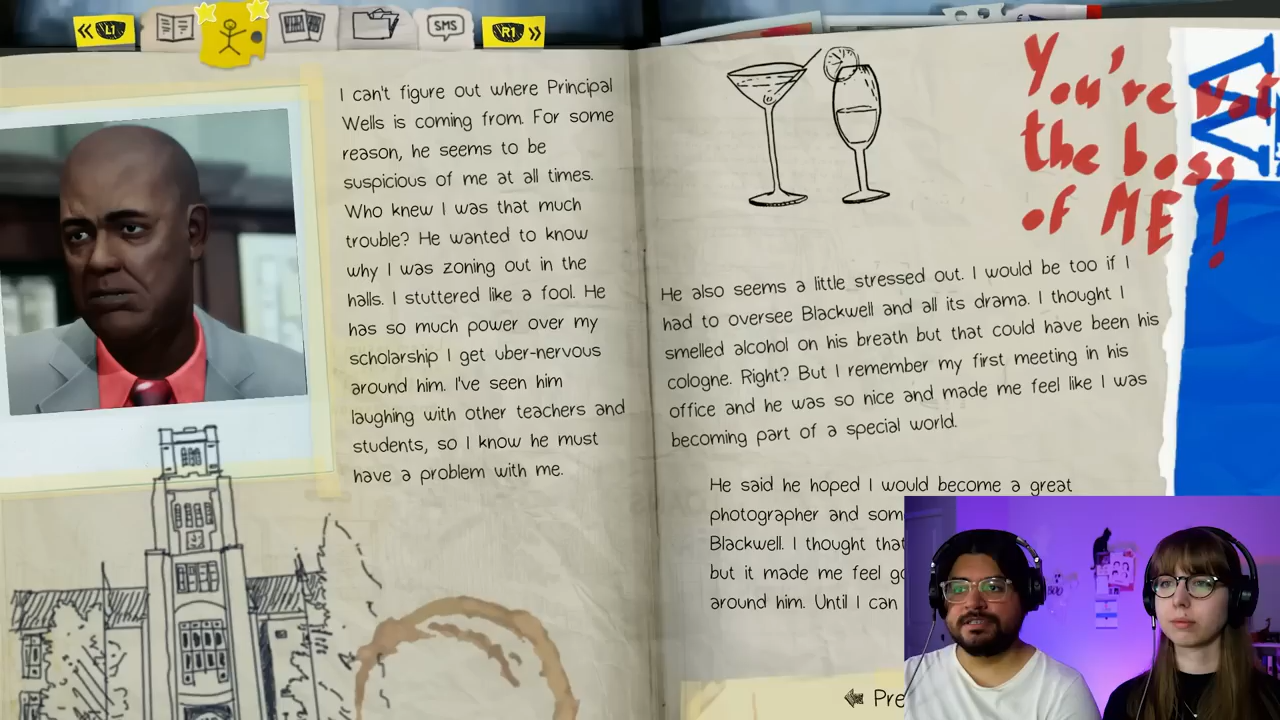 L1
SMS
R1
I can't figure out where Principal
Wells is coming from. For some
reason, he seems to be
suspicious of me at all times.
Who knew I was that much
trouble? He wanted to know
why I was zoning out in the
halls. I stuttered like a fool. He
has so much power over my
scholarship I get uber-nervous
around him. I've seen him
laughing with other teachers and
students, so I know he must
have a problem with me.
You're not
the boss
of ME!
W
He also seems a little stressed out. I would be too if I
had to oversee Blackwell and all its drama. I thought I
smelled alcohol on his breath but that could have been his
cologne. Right? But I remember my first meeting in his
office and he was so nice and made me feel like I was
becoming part of a special world.
He said he hoped I would become a great
photographer and som
Blackwell. I thought that
but it made me feel go
around him. Until I can
Pre